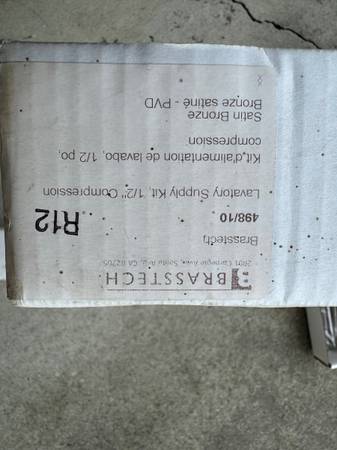 BRASSTECH
2001 Carnegie Ave., Santa Ana, CA 92705
Brasstech
498/10
R12
Lavatory Supply Kit, 1/2" Compression
Kit d'alimentation de lavabo, 1/2 po,
compression
Satin Bronze
Bronze satiné - PVD